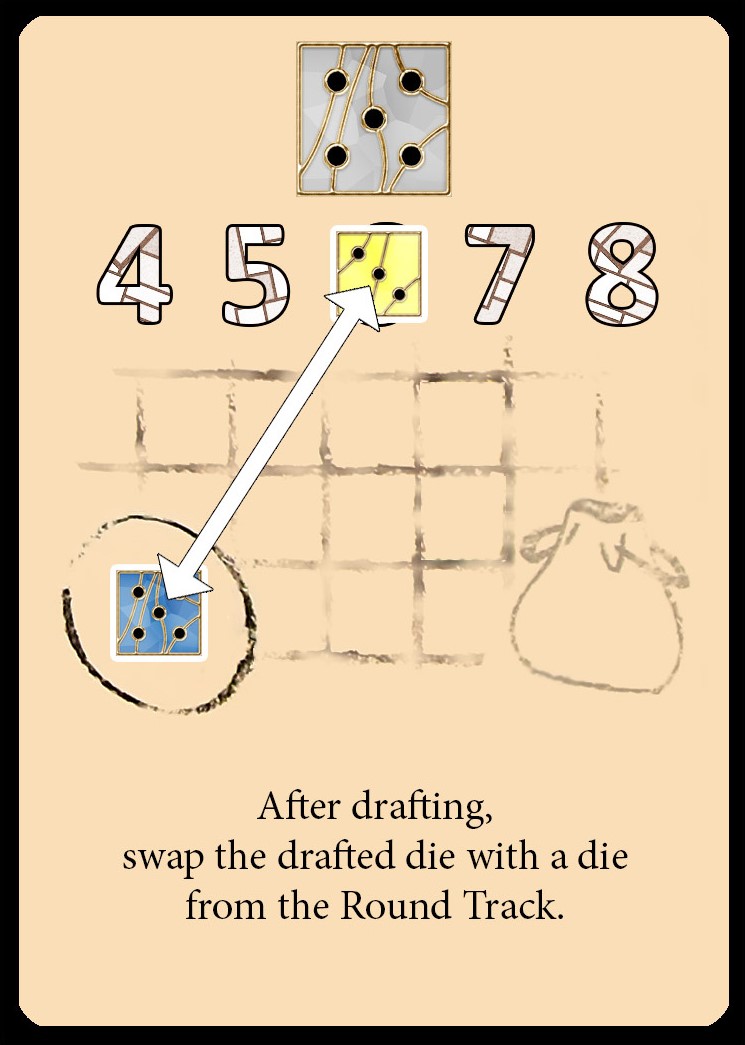 4 5 7 8
After drafting,
swap the drafted die with a die
from the Round Track.